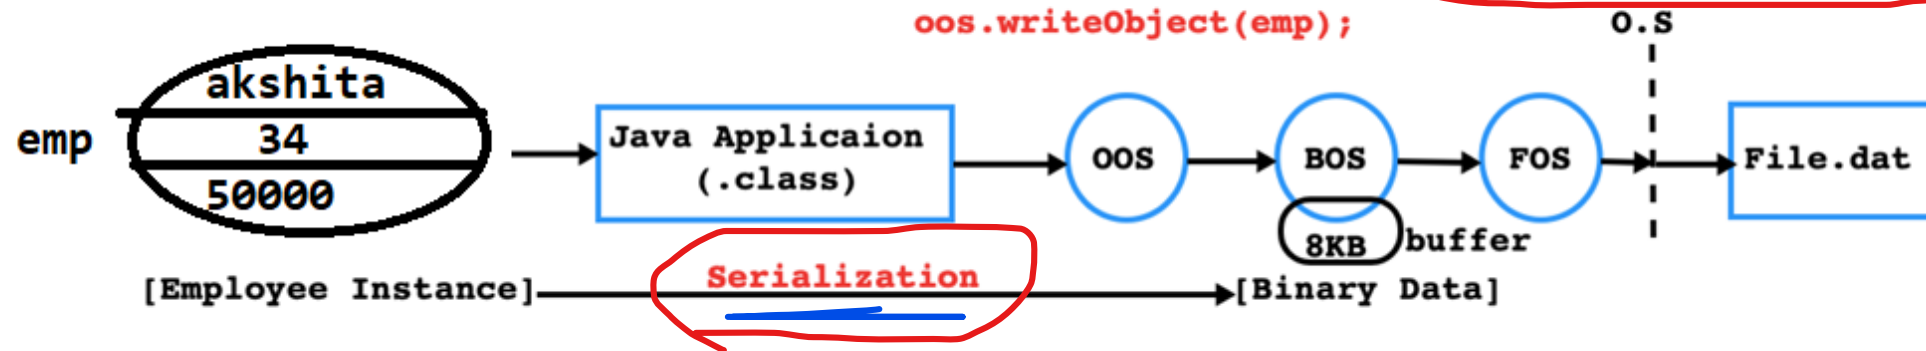 oos.writeObject(emp);
O.S
akshita
emp
34
50000
Java Applicaion
(.class)
OOS
BOS
FOS
File.dat
8KB
buffer
Serialization
[Employee Instance]
[Binary Data]